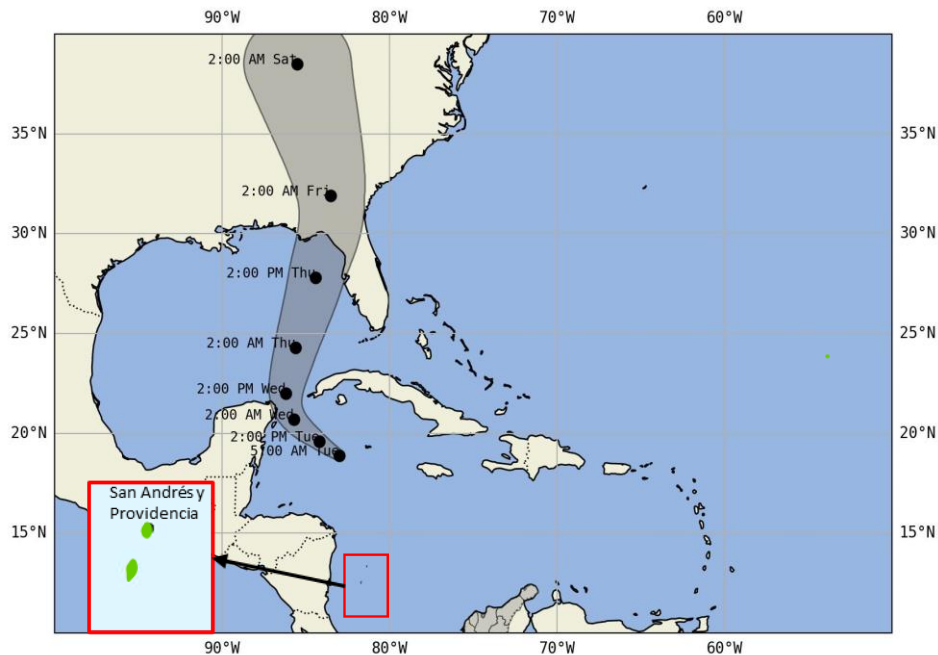 90°W 80°W 70°W 60°W
2:00 AM Sat
35°N 35°N
2:00 AM Fri
30°N 30°N
2:00 PM Thu
25°N 25°N
2:00 AM Thu
2:00 PM Wed
2:00 AM Wed
20°N 20°N
2:00 PM Tue
5:00 AM Tue
San Andrés y
Providencia
15°N 15°N
90°W 80°W 70°W 60°W